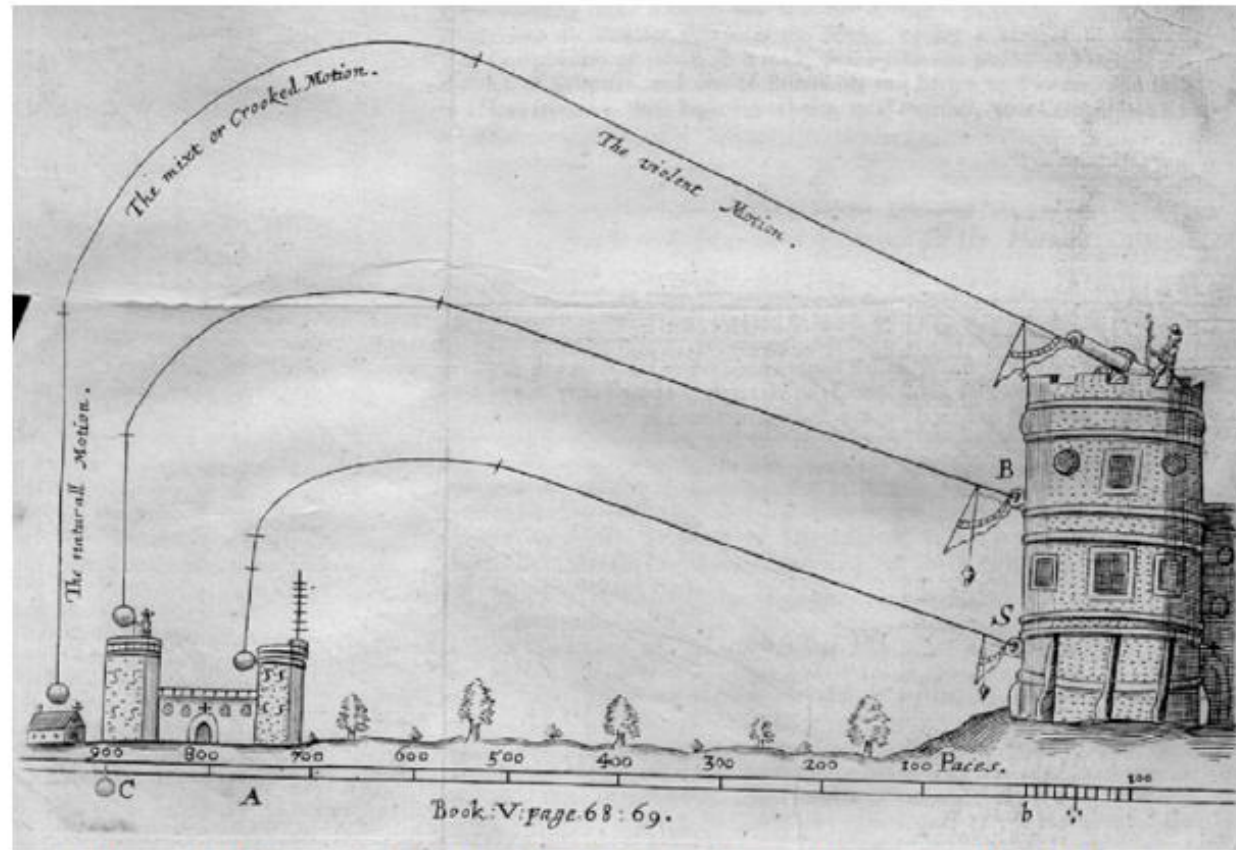 The mixt or Crooked Motion.
The violent Motion.
The naturall Motion.
B
S
900 800 700 600 500 400 300 200 100 Paces. 100
C A b
Book: V: page 68: 69.